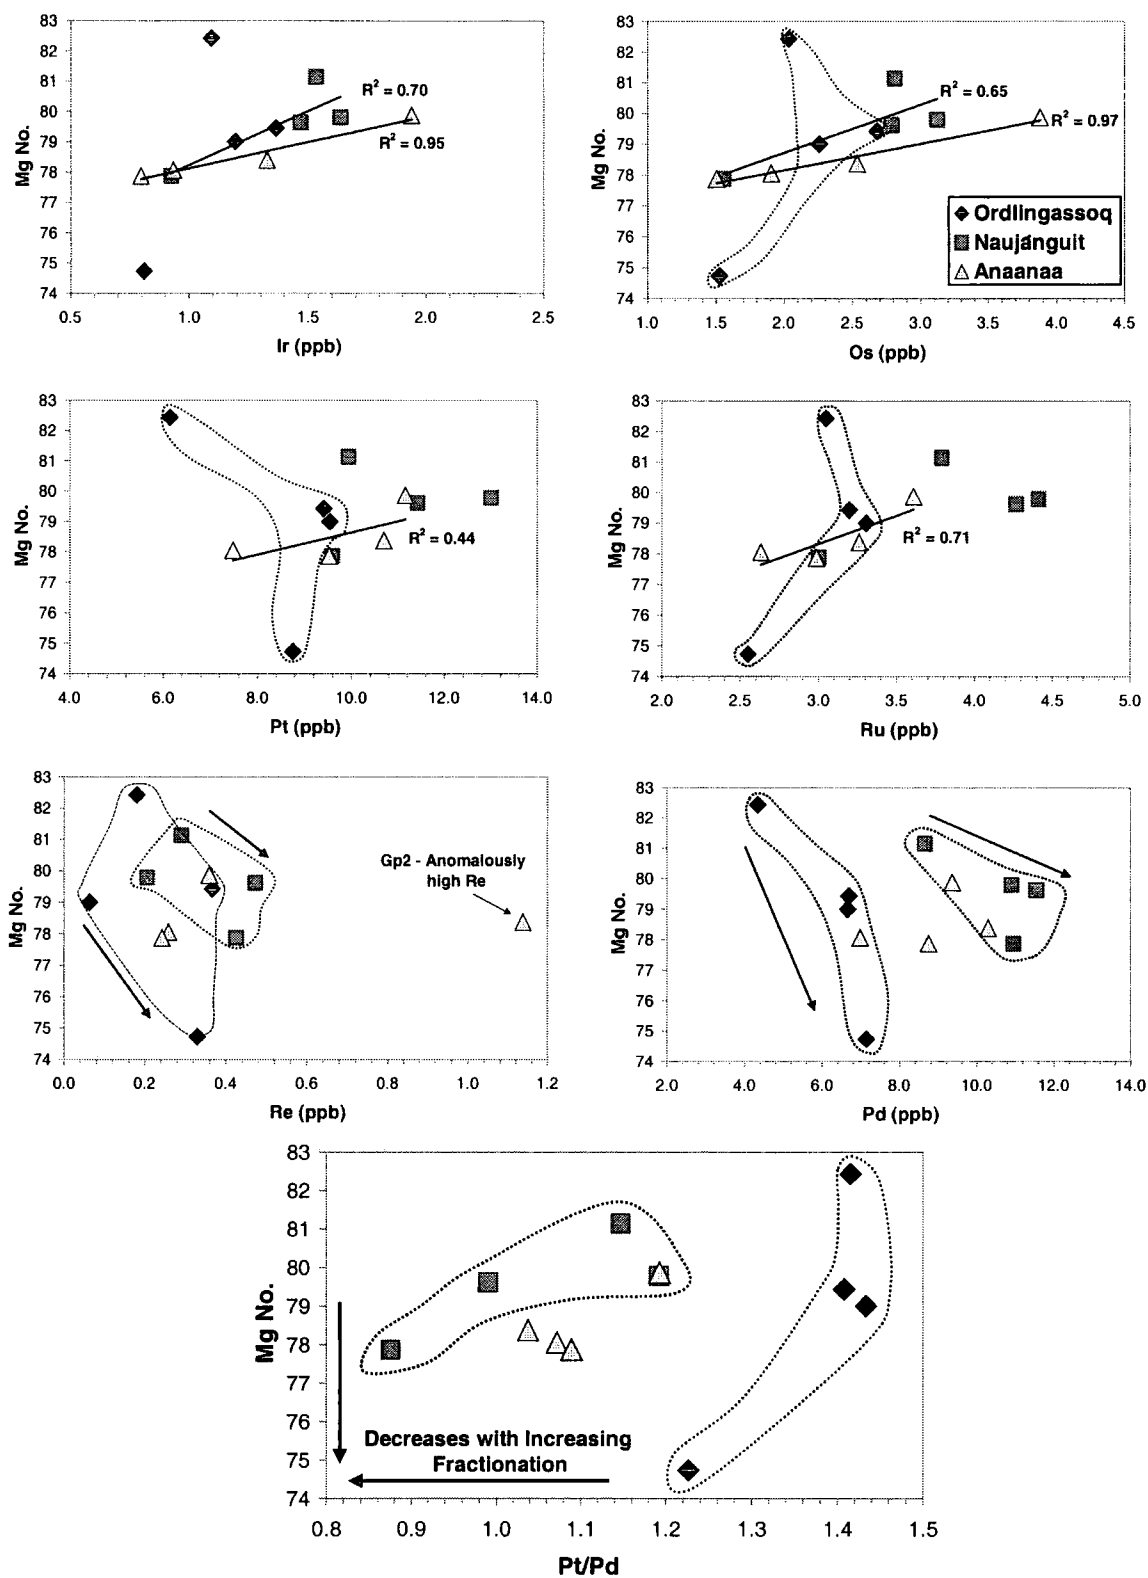 83
82
81
80
79
78
77
76
75
74
Mg No.
R² = 0.70
R² = 0.95
0.5 1.0 1.5 2.0 2.5
Ir (ppb)
83
82
81
80
79
78
77
76
75
74
Mg No.
R² = 0.65
R² = 0.97
Ordlingassoq
Naujánguit
Anaanaa
1.0 1.5 2.0 2.5 3.0 3.5 4.0 4.5
Os (ppb)
83
82
81
80
79
78
77
76
75
74
Mg No.
R² = 0.44
4.0 6.0 8.0 10.0 12.0 14.0
Pt (ppb)
83
82
81
80
79
78
77
76
75
74
Mg No.
R² = 0.71
2.0 2.5 3.0 3.5 4.0 4.5 5.0
Ru (ppb)
83
82
81
80
79
78
77
76
75
74
Mg No.
Gp2 - Anomalously
high Re
0.0 0.2 0.4 0.6 0.8 1.0 1.2
Re (ppb)
83
82
81
80
79
78
77
76
75
74
Mg No.
2.0 4.0 6.0 8.0 10.0 12.0 14.0
Pd (ppb)
83
82
81
80
79
78
77
76
75
74
Mg No.
Decreases with Increasing
Fractionation
0.8 0.9 1.0 1.1 1.2 1.3 1.4 1.5
Pt/Pd